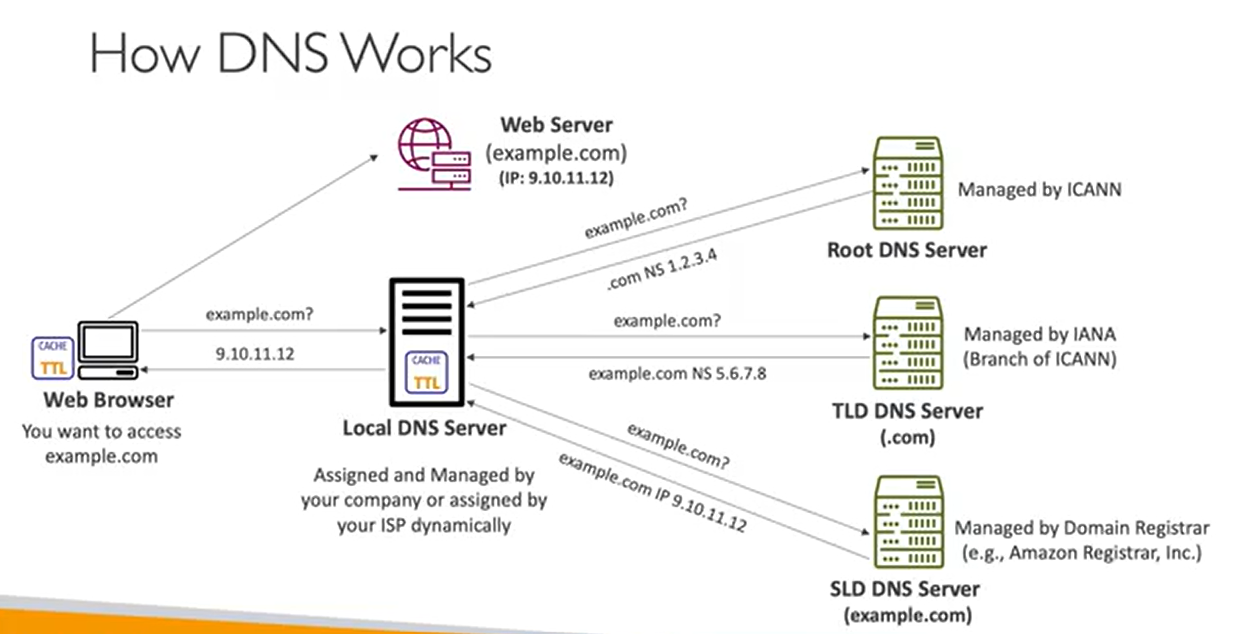 How DNS Works
Web Server
(example.com)
(IP: 9.10.11.12)
example.com?
.com NS 1.2.3.4
Managed by ICANN
Root DNS Server
example.com?
9.10.11.12
CACHE
TTL
Web Browser
You want to access
example.com
CACHE
TTL
Local DNS Server
Assigned and Managed by
your company or assigned by
your ISP dynamically
example.com?
example.com NS 5.6.7.8
Managed by IANA
(Branch of ICANN)
TLD DNS Server
(.com)
example.com?
example.com IP 9.10.11.12
Managed by Domain Registrar
(e.g., Amazon Registrar, Inc.)
SLD DNS Server
(example.com)